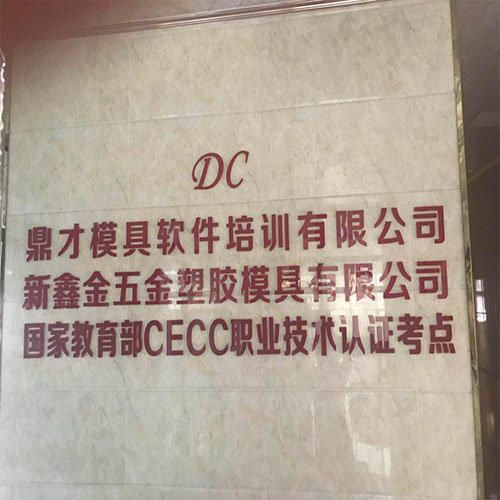 DC
鼎才模具软件培训有限公司
新鑫金五金塑胶模具有限公司
国家教育部CECC职业技术认证考点